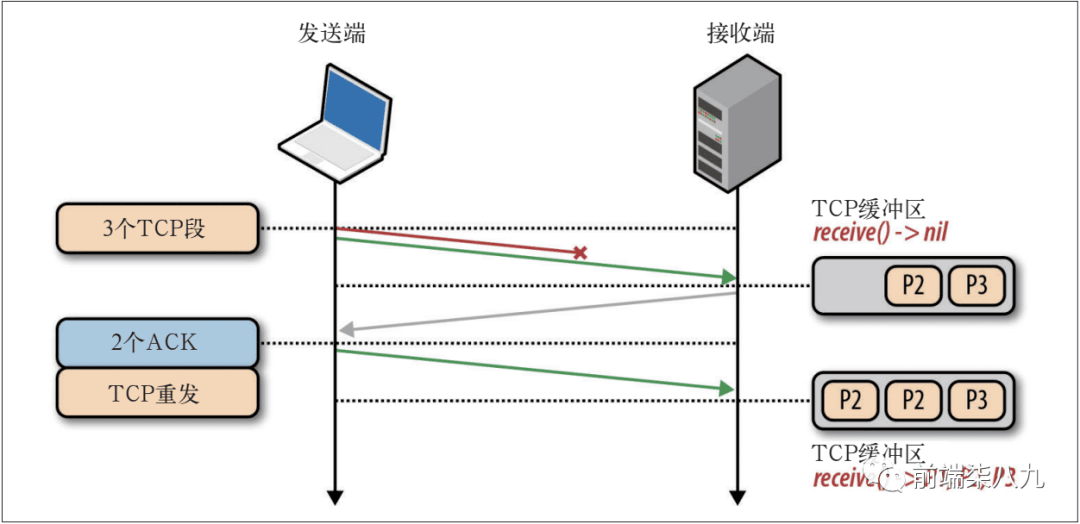 发送端
接收端
3个TCP段
TCP缓冲区
receive() -> nil
P2 P3
2个ACK
TCP重发
P2 P2 P3
TCP缓冲区
receive() P3
前端柒八九